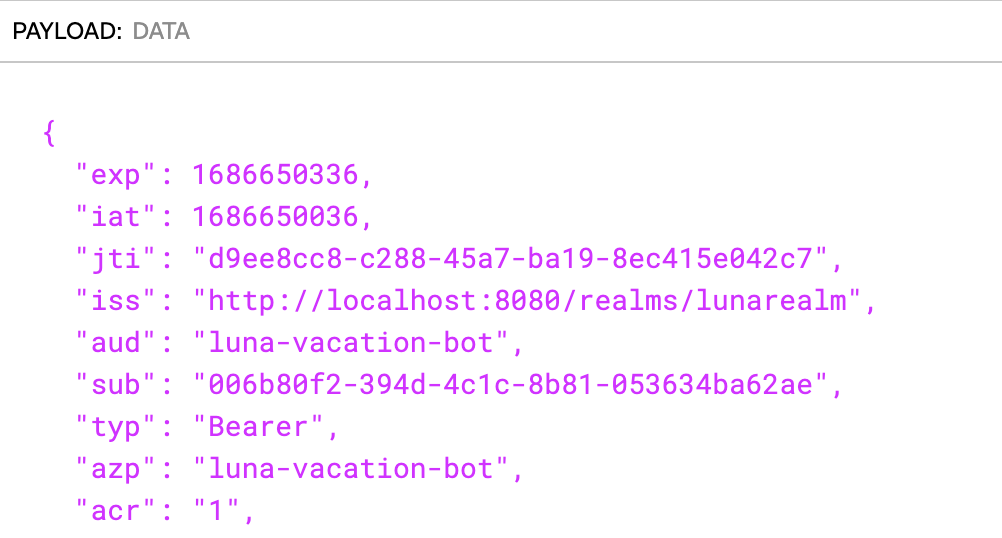 PAYLOAD: DATA
{
"exp": 1686650336,
"iat": 1686650036,
"jti": "d9ee8cc8-c288-45a7-ba19-8ec415e042c7",
"iss": "http://localhost:8080/realms/lunarealm",
"aud": "luna-vacation-bot",
"sub": "006b80f2-394d-4c1c-8b81-053634ba62ae",
"typ": "Bearer",
"azp": "luna-vacation-bot",
"acr": "1",